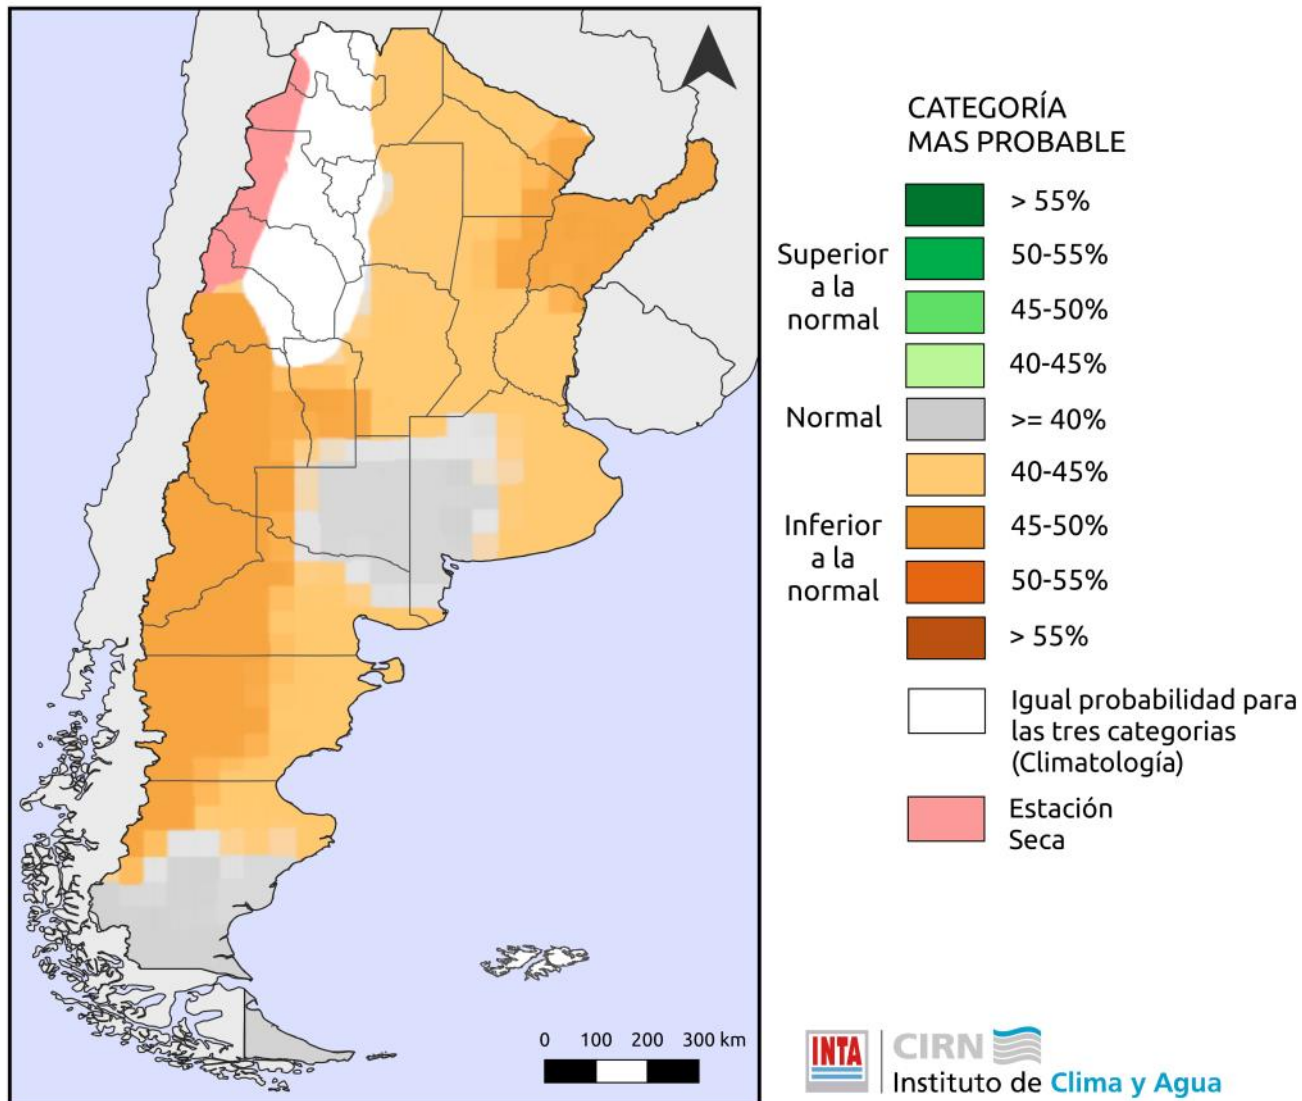 CATEGORÍA
MAS PROBABLE
Superior
a la
normal
> 55%
50-55%
45-50%
40-45%
Normal
>= 40%
Inferior
a la
normal
40-45%
45-50%
50-55%
> 55%
Igual probabilidad para
las tres categorias
(Climatología)
Estación
Seca
0 100 200 300 km
INTA
CIRN
Instituto de Clima y Agua